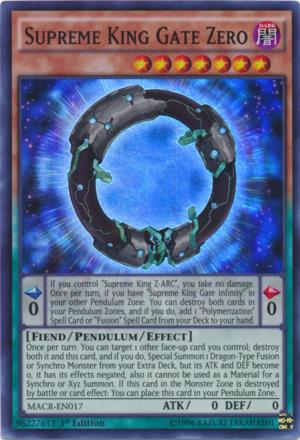 SUPREME KING GATE ZERO
DARK
If you control "Supreme King Z-ARC", you take no damage.
Once per turn, if you have "Supreme King Gate Infinity" in
your other Pendulum Zone: You can destroy both cards
in your Pendulum Zones, and if you do, add 1 "Polymerization"
Spell Card or "Fusion" Spell Card from your Deck to your hand.
0
0
[FIEND/PENDULUM/EFFECT]
Once per turn: You can target 1 other face-up card you control; destroy
both it and this card, and if you do, Special Summon 1 Dragon-Type Fusion
or Synchro Monster from your Extra Deck, but its ATK and DEF become
0, it has its effects negated, also it cannot be used as a Material for a
Synchro or Xyz Summon. If this card in the Monster Zone is destroyed
by battle or card effect: You can place this card in your Pendulum Zone.
MACR-EN017
ATK/ 0 DEF/ 0
96227613 1st Edition
©1996 KAZUKI TAKAHASHI